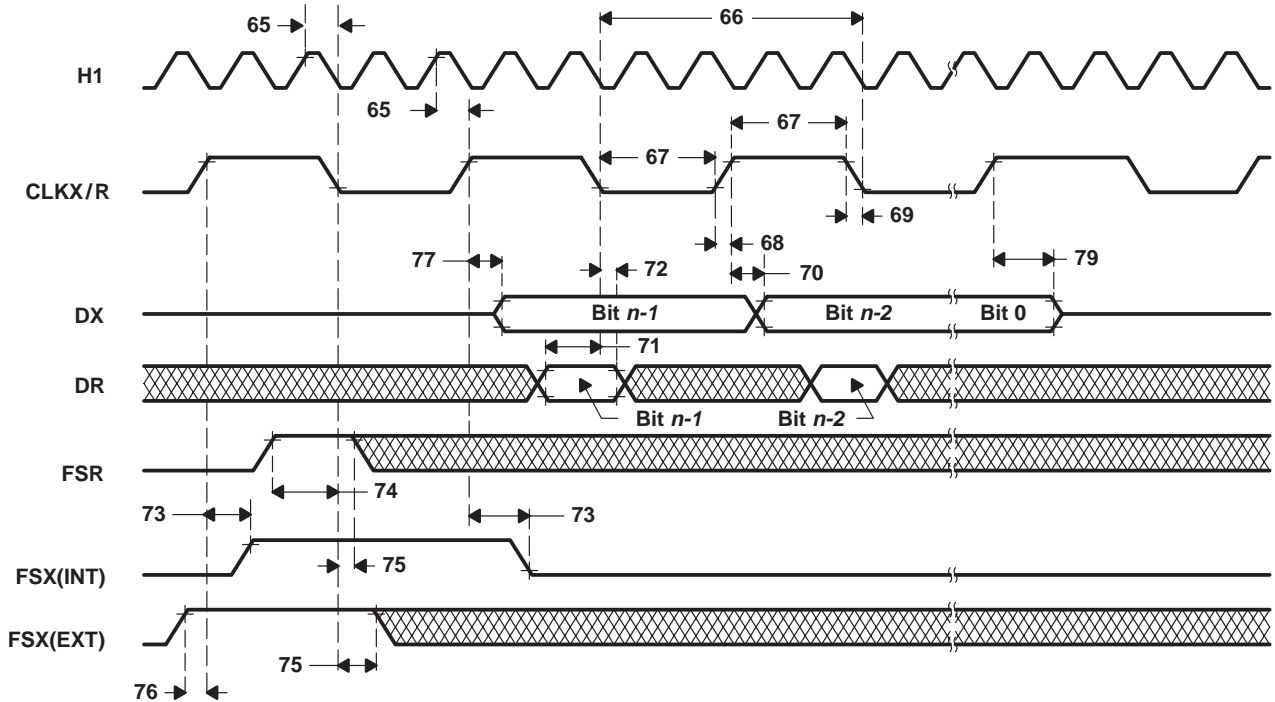 65
66
H1
65
67
67
CLKX/R
69
68
77
72
70
79
DX
Bit n-1
Bit n-2
Bit 0
71
DR
Bit n-1
Bit n-2
FSR
74
73
73
75
FSX(INT)
FSX(EXT)
75
76